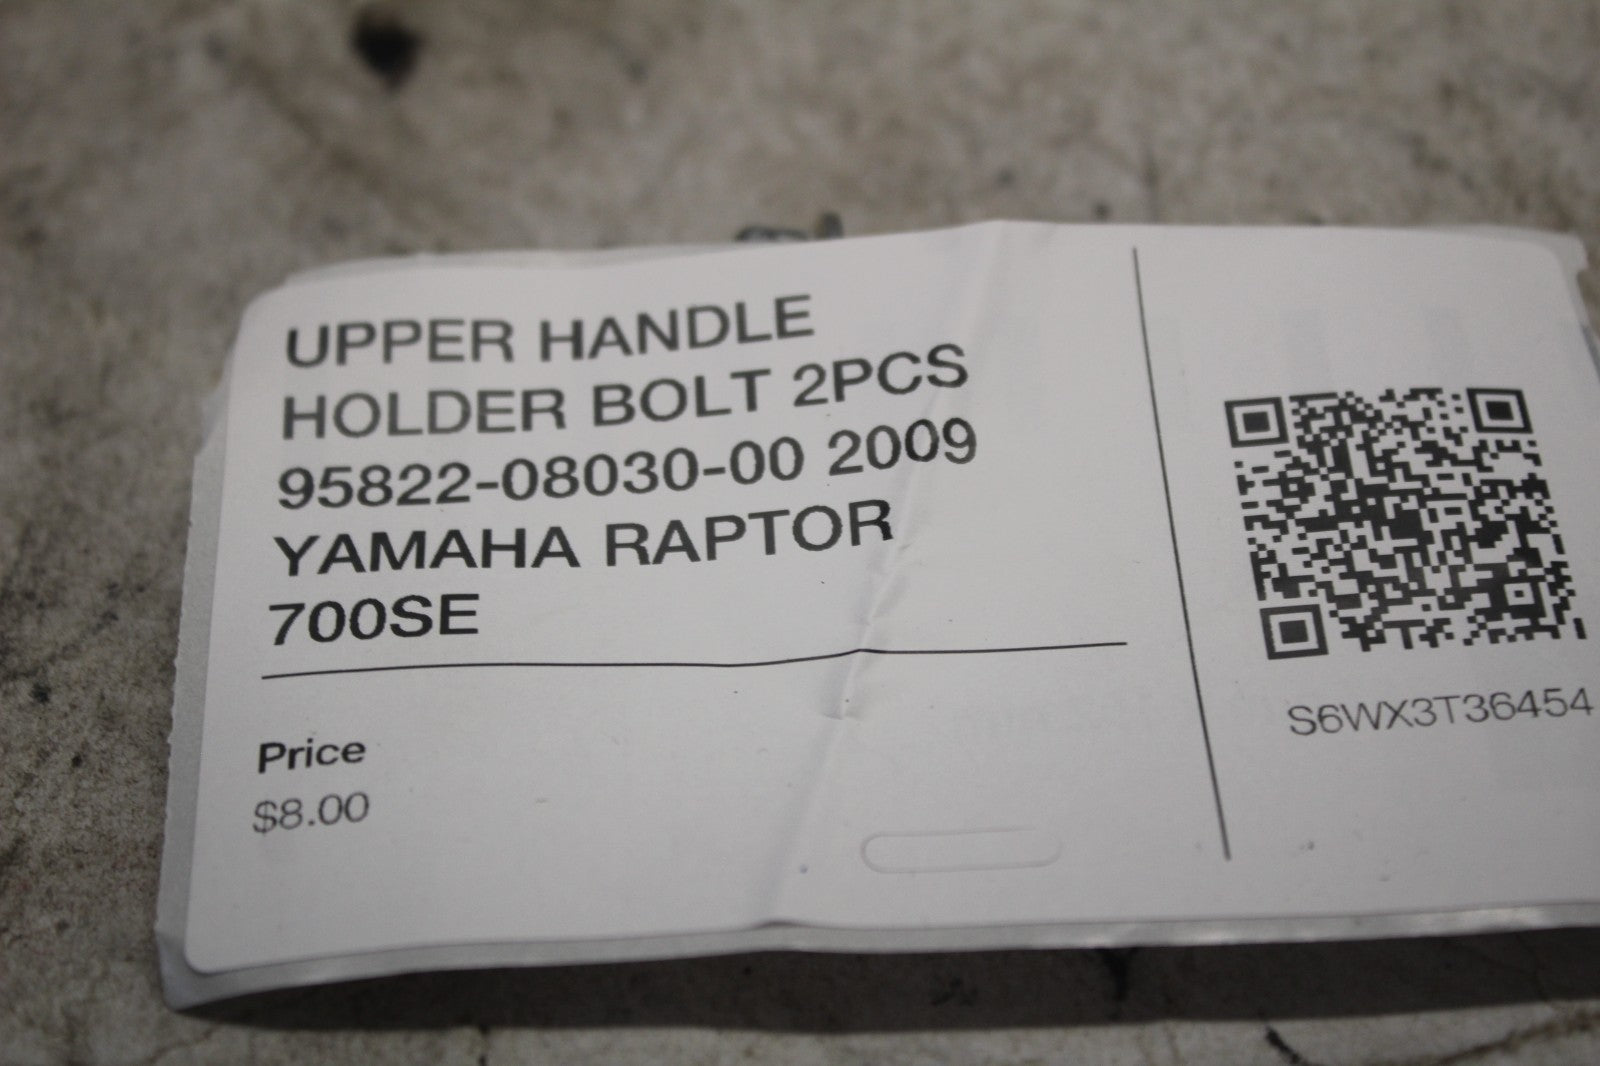 UPPER HANDLE
HOLDER BOLT 2PCS
95822-08030-00 2009
YAMAHA RAPTOR
700SE
Price
$8.00
S6WX3T36454